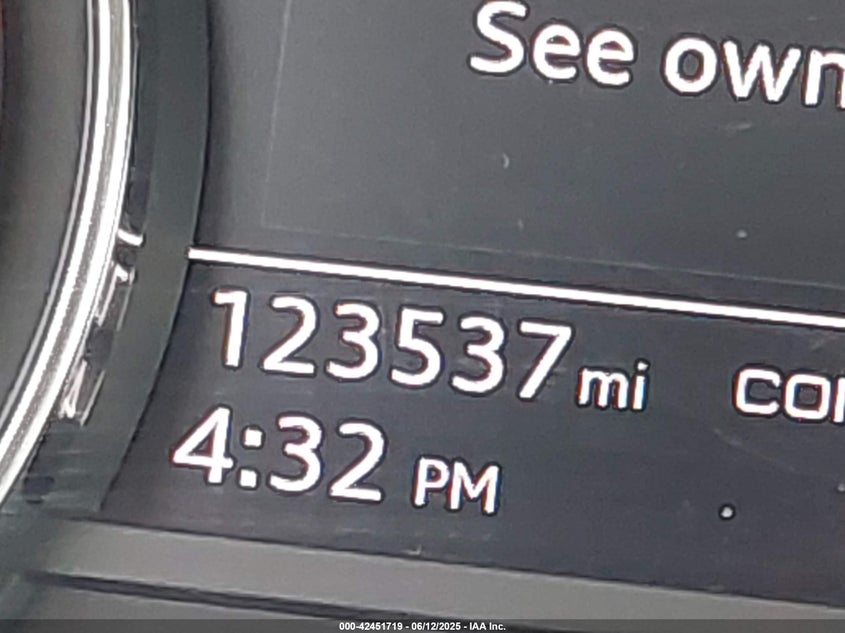 See own
123537 mi
4:32 PM
000-42451719 - 06/12/2025 - IAA Inc.